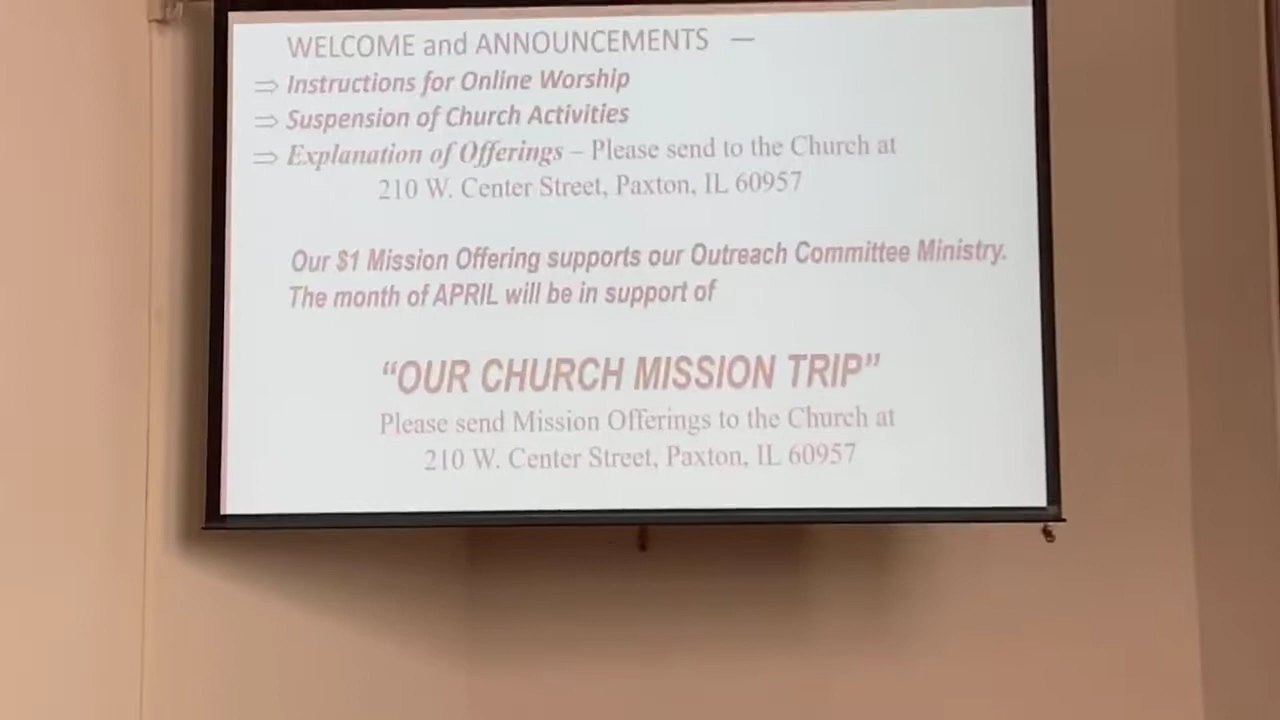 WELCOME and ANNOUNCEMENTS —
⇒ Instructions for Online Worship
⇒ Suspension of Church Activities
⇒ Explanation of Offerings – Please send to the Church at
210 W. Center Street, Paxton, IL 60957
Our $1 Mission Offering supports our Outreach Committee Ministry.
The month of APRIL will be in support of
“OUR CHURCH MISSION TRIP”
Please send Mission Offerings to the Church at
210 W. Center Street, Paxton, IL 60957